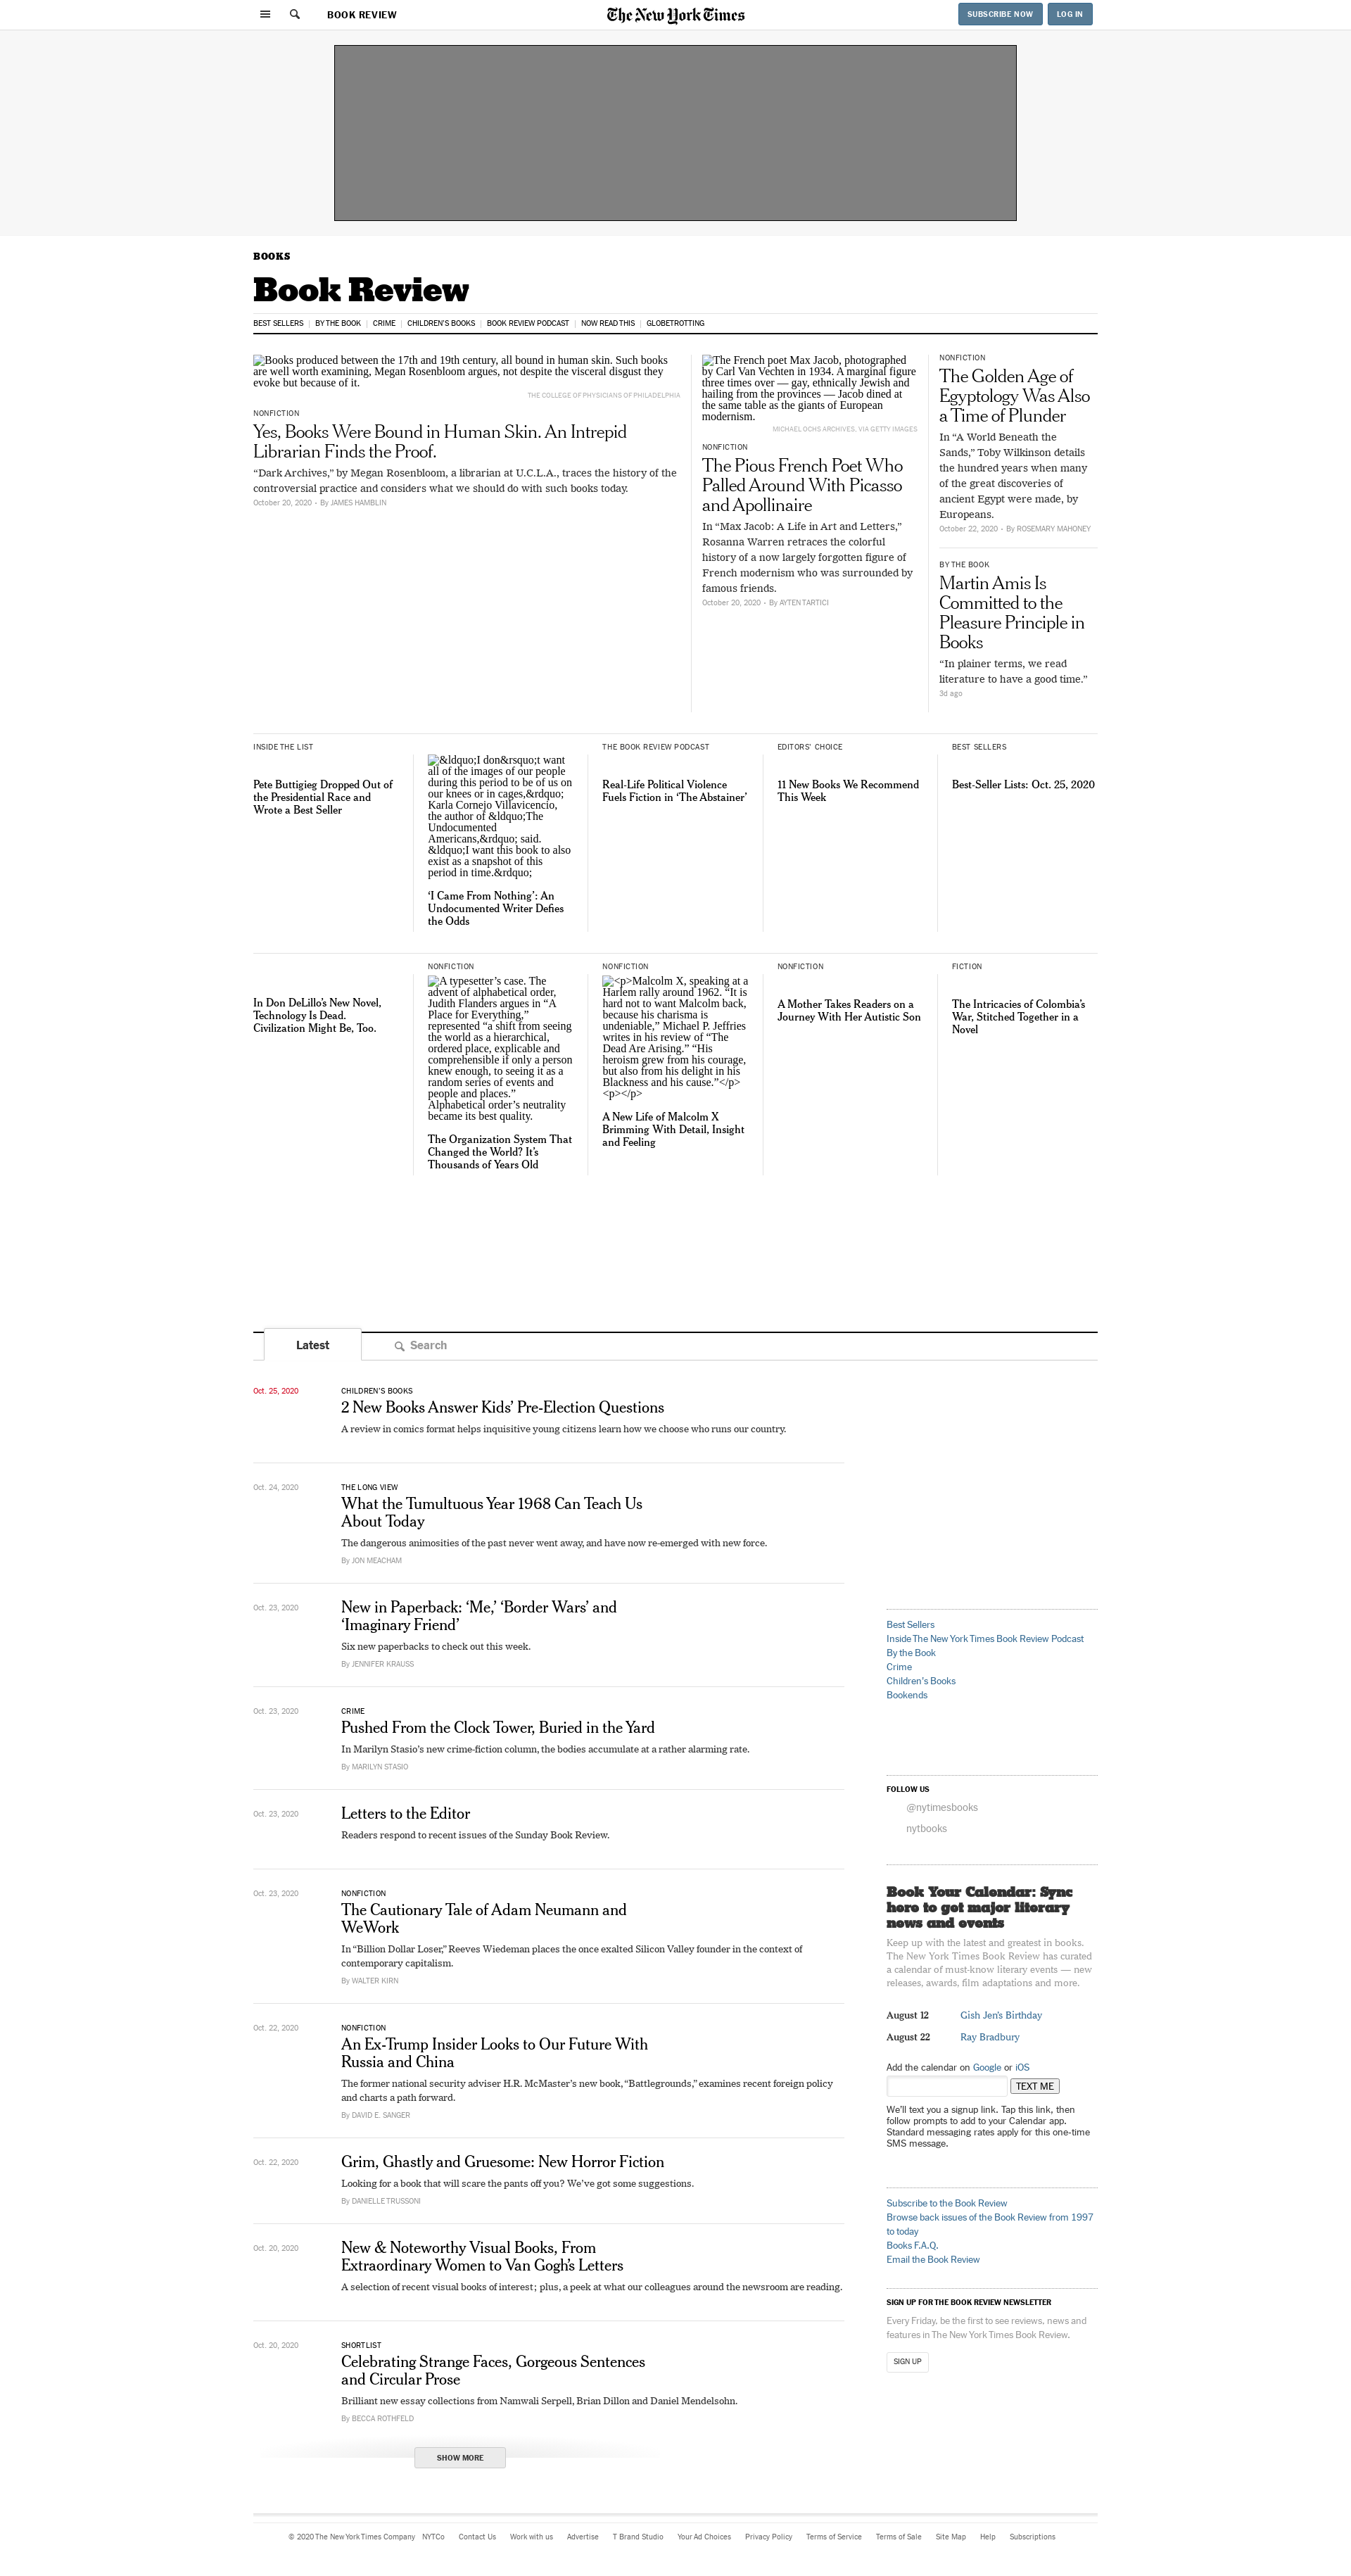 BOOK REVIEW
The New York Times
SUBSCRIBE NOW
LOG IN
BOOKS
Book Review
BEST SELLERS | BY THE BOOK | CRIME | CHILDREN'S BOOKS | BOOK REVIEW PODCAST | NOW READ THIS | GLOBETROTTING
Books produced between the 17th and 19th century, all bound in human skin. Such books
are well worth examining, Megan Rosenbloom argues, not despite the visceral disgust they
evoke but because of it.
THE COLLEGE OF PHYSICIANS OF PHILADELPHIA
NONFICTION
Yes, Books Were Bound in Human Skin. An Intrepid
Librarian Finds the Proof.
“Dark Archives,” by Megan Rosenbloom, a librarian at U.C.L.A., traces the history of the
controversial practice and considers what we should do with such books today.
October 20, 2020 - By JAMES HAMBLIN
The French poet Max Jacob, photographed
by Carl Van Vechten in 1934. A marginal figure
three times over — gay, ethnically Jewish and
hailing from the provinces — Jacob dined at
the same table as the giants of European
modernism.
MICHAEL OCHS ARCHIVES, VIA GETTY IMAGES
NONFICTION
The Pious French Poet Who
Palled Around With Picasso
and Apollinaire
In “Max Jacob: A Life in Art and Letters,”
Rosanna Warren retraces the colorful
history of a now largely forgotten figure of
French modernism who was surrounded by
famous friends.
October 20, 2020 - By AYTEN TARTICI
NONFICTION
The Golden Age of
Egyptology Was Also
a Time of Plunder
In “A World Beneath the
Sands,” Toby Wilkinson details
the hundred years when many
of the great discoveries of
ancient Egypt were made, by
Europeans.
October 22, 2020 - By ROSEMARY MAHONEY
BY THE BOOK
Martin Amis Is
Committed to the
Pleasure Principle in
Books
“In plainer terms, we read
literature to have a good time.”
3d ago
INSIDE THE LIST
Pete Buttigieg Dropped Out of
the Presidential Race and
Wrote a Best Seller
&ldquo;I don&rsquo;t want
all of the images of our people
during this period to be of us on
our knees or in cages,&rdquo;
Karla Cornejo Villavicencio,
the author of &ldquo;The
Undocumented
Americans,&rdquo; said.
&ldquo;I want this book to also
exist as a snapshot of this
period in time.&rdquo;
‘I Came From Nothing’: An
Undocumented Writer Defies
the Odds
THE BOOK REVIEW PODCAST
Real-Life Political Violence
Fuels Fiction in ‘The Abstainer’
EDITORS' CHOICE
11 New Books We Recommend
This Week
BEST SELLERS
Best-Seller Lists: Oct. 25, 2020
In Don DeLillo’s New Novel,
Technology Is Dead.
Civilization Might Be, Too.
NONFICTION
A typesetter’s case. The
advent of alphabetical order,
Judith Flanders argues in “A
Place for Everything,”
represented “a shift from seeing
the world as a hierarchical,
ordered place, explicable and
comprehensible if only a person
knew enough, to seeing it as a
random series of events and
people and places.”
Alphabetical order’s neutrality
became its best quality.
The Organization System That
Changed the World? It’s
Thousands of Years Old
NONFICTION
<p>Malcolm X, speaking at a
Harlem rally around 1962. “It is
hard not to want Malcolm back,
because his charisma is
undeniable,” Michael P. Jeffries
writes in his review of “The
Dead Are Arising.” “His
heroism grew from his courage,
but also from his delight in his
Blackness and his cause.”</p>
<p></p>
A New Life of Malcolm X
Brimming With Detail, Insight
and Feeling
NONFICTION
A Mother Takes Readers on a
Journey With Her Autistic Son
FICTION
The Intricacies of Colombia’s
War, Stitched Together in a
Novel
Latest
Search
Oct. 25, 2020
CHILDREN'S BOOKS
2 New Books Answer Kids’ Pre-Election Questions
A review in comics format helps inquisitive young citizens learn how we choose who runs our country.
Oct. 24, 2020
THE LONG VIEW
What the Tumultuous Year 1968 Can Teach Us
About Today
The dangerous animosities of the past never went away, and have now re-emerged with new force.
By JON MEACHAM
Oct. 23, 2020
New in Paperback: ‘Me,’ ‘Border Wars’ and
‘Imaginary Friend’
Six new paperbacks to check out this week.
By JENNIFER KRAUSS
Oct. 23, 2020
CRIME
Pushed From the Clock Tower, Buried in the Yard
In Marilyn Stasio’s new crime-fiction column, the bodies accumulate at a rather alarming rate.
By MARILYN STASIO
Oct. 23, 2020
Letters to the Editor
Readers respond to recent issues of the Sunday Book Review.
Oct. 23, 2020
NONFICTION
The Cautionary Tale of Adam Neumann and
WeWork
In “Billion Dollar Loser,” Reeves Wiedeman places the once exalted Silicon Valley founder in the context of
contemporary capitalism.
By WALTER KIRN
Oct. 22, 2020
NONFICTION
An Ex-Trump Insider Looks to Our Future With
Russia and China
The former national security adviser H.R. McMaster’s new book, “Battlegrounds,” examines recent foreign policy
and charts a path forward.
By DAVID E. SANGER
Oct. 22, 2020
Grim, Ghastly and Gruesome: New Horror Fiction
Looking for a book that will scare the pants off you? We’ve got some suggestions.
By DANIELLE TRUSSONI
Oct. 20, 2020
New & Noteworthy Visual Books, From
Extraordinary Women to Van Gogh’s Letters
A selection of recent visual books of interest; plus, a peek at what our colleagues around the newsroom are reading.
Oct. 20, 2020
SHORTLIST
Celebrating Strange Faces, Gorgeous Sentences
and Circular Prose
Brilliant new essay collections from Namwali Serpell, Brian Dillon and Daniel Mendelsohn.
By BECCA ROTHFELD
SHOW MORE
Best Sellers
Inside The New York Times Book Review Podcast
By the Book
Crime
Children's Books
Bookends
FOLLOW US
@nytimesbooks
nytbooks
Book Your Calendar: Sync
here to get major literary
news and events
Keep up with the latest and greatest in books.
The New York Times Book Review has curated
a calendar of must-know literary events — new
releases, awards, film adaptations and more.
August 12 Gish Jen's Birthday
August 22 Ray Bradbury
Add the calendar on Google or iOS
TEXT ME
We'll text you a signup link. Tap this link, then
follow prompts to add to your Calendar app.
Standard messaging rates apply for this one-time
SMS message.
Subscribe to the Book Review
Browse back issues of the Book Review from 1997
to today
Books F.A.Q.
Email the Book Review
SIGN UP FOR THE BOOK REVIEW NEWSLETTER
Every Friday, be the first to see reviews, news and
features in The New York Times Book Review.
SIGN UP
© 2020 The New York Times Company NYTCo Contact Us Work with us Advertise T Brand Studio Your Ad Choices Privacy Policy Terms of Service Terms of Sale Site Map Help Subscriptions